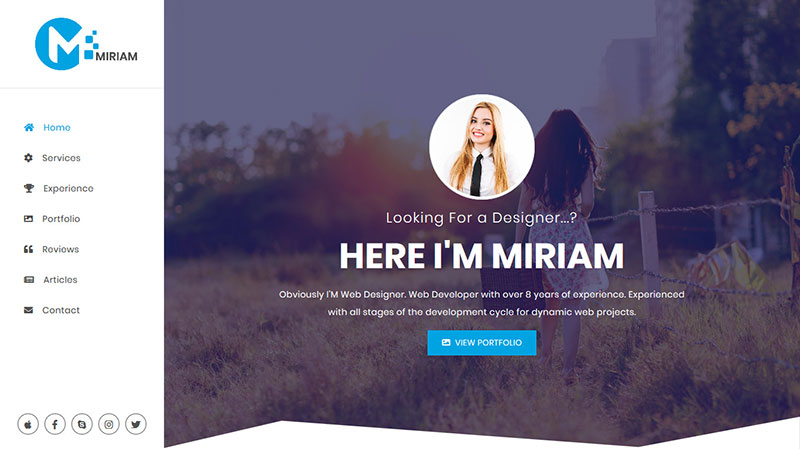 M
MIRIAM
Home
Services
Experience
Portfolio
Reviews
Articles
Contact
Looking For a Designer...?
HERE I'M MIRIAM
Obviously I'M Web Designer. Web Developer with over 8 years of experience. Experienced
with all stages of the development cycle for dynamic web projects.
VIEW PORTFOLIO